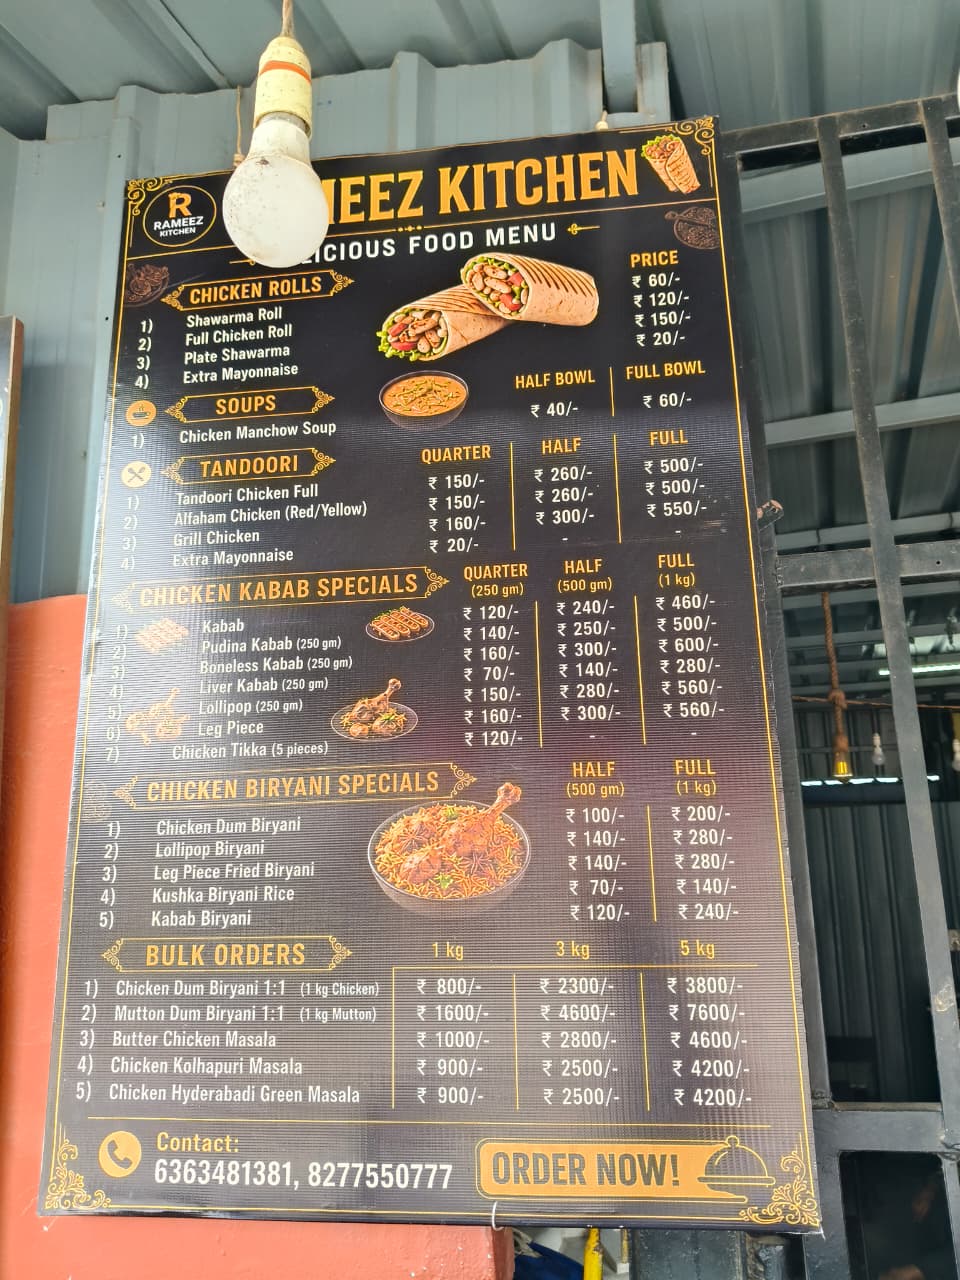 R
RAMEEZ
KITCHEN
MEEZ KITCHEN
LICIOUS FOOD MENU
CHICKEN ROLLS PRICE
1) Shawarma Roll ₹ 60/-
2) Full Chicken Roll ₹ 120/-
3) Plate Shawarma ₹ 150/-
4) Extra Mayonnaise ₹ 20/-
SOUPS HALF BOWL FULL BOWL
1) Chicken Manchow Soup ₹ 40/- ₹ 60/-
TANDOORI QUARTER HALF FULL
1) Tandoori Chicken Full ₹ 150/- ₹ 260/- ₹ 500/-
2) Alfaham Chicken (Red/Yellow) ₹ 150/- ₹ 260/- ₹ 500/-
3) Grill Chicken ₹ 160/- ₹ 300/- ₹ 550/-
4) Extra Mayonnaise ₹ 20/- - -
CHICKEN KABAB SPECIALS QUARTER (250 gm) HALF (500 gm) FULL (1 kg)
1) Kabab ₹ 120/- ₹ 240/- ₹ 460/-
2) Pudina Kabab (250 gm) ₹ 140/- ₹ 250/- ₹ 500/-
3) Boneless Kabab (250 gm) ₹ 160/- ₹ 300/- ₹ 600/-
4) Liver Kabab (250 gm) ₹ 70/- ₹ 140/- ₹ 280/-
5) Lollipop (250 gm) ₹ 150/- ₹ 280/- ₹ 560/-
6) Leg Piece ₹ 160/- ₹ 300/- ₹ 560/-
7) Chicken Tikka (5 pieces) ₹ 120/- - -
CHICKEN BIRYANI SPECIALS HALF (500 gm) FULL (1 kg)
1) Chicken Dum Biryani ₹ 100/- ₹ 200/-
2) Lollipop Biryani ₹ 140/- ₹ 280/-
3) Leg Piece Fried Biryani ₹ 140/- ₹ 280/-
4) Kushka Biryani Rice ₹ 70/- ₹ 140/-
5) Kabab Biryani ₹ 120/- ₹ 240/-
BULK ORDERS 1 kg 3 kg 5 kg
1) Chicken Dum Biryani 1:1 (1 kg Chicken) ₹ 800/- ₹ 2300/- ₹ 3800/-
2) Mutton Dum Biryani 1:1 (1 kg Mutton) ₹ 1600/- ₹ 4600/- ₹ 7600/-
3) Butter Chicken Masala ₹ 1000/- ₹ 2800/- ₹ 4600/-
4) Chicken Kolhapuri Masala ₹ 900/- ₹ 2500/- ₹ 4200/-
5) Chicken Hyderabadi Green Masala ₹ 900/- ₹ 2500/- ₹ 4200/-
Contact:
6363481381, 8277550777
ORDER NOW!